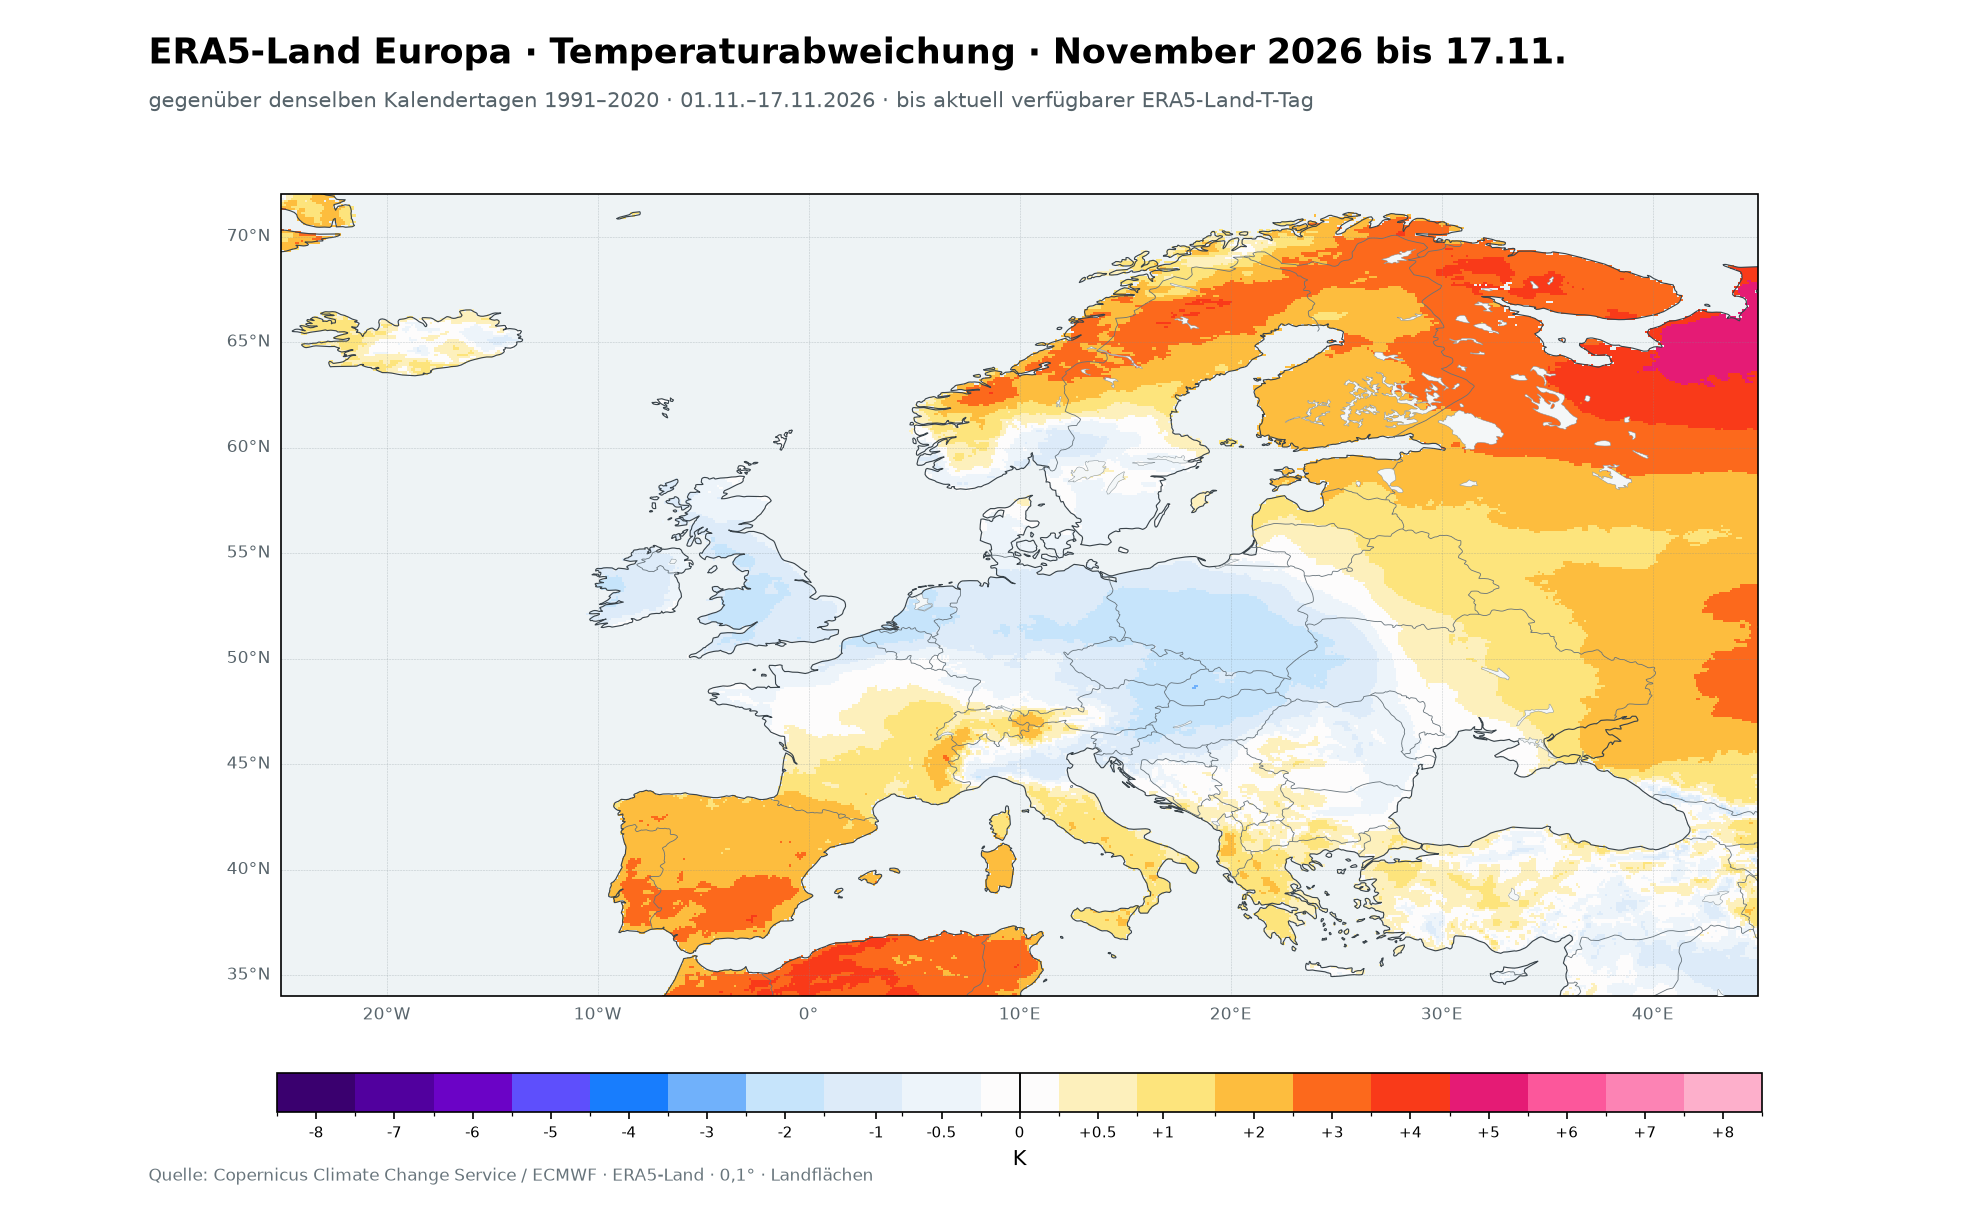 ERA5-Land Europa · Temperaturabweichung · November 2026 bis 17.11.
gegenüber denselben Kalendertagen 1991–2020 · 01.11.–17.11.2026 · bis aktuell verfügbarer ERA5-Land-T-Tag
70°N
65°N
60°N
55°N
50°N
45°N
40°N
35°N
20°W 10°W 0° 10°E 20°E 30°E 40°E
-8 -7 -6 -5 -4 -3 -2 -1 -0.5 0 +0.5 +1 +2 +3 +4 +5 +6 +7 +8
K
Quelle: Copernicus Climate Change Service / ECMWF · ERA5-Land · 0,1° · Landflächen